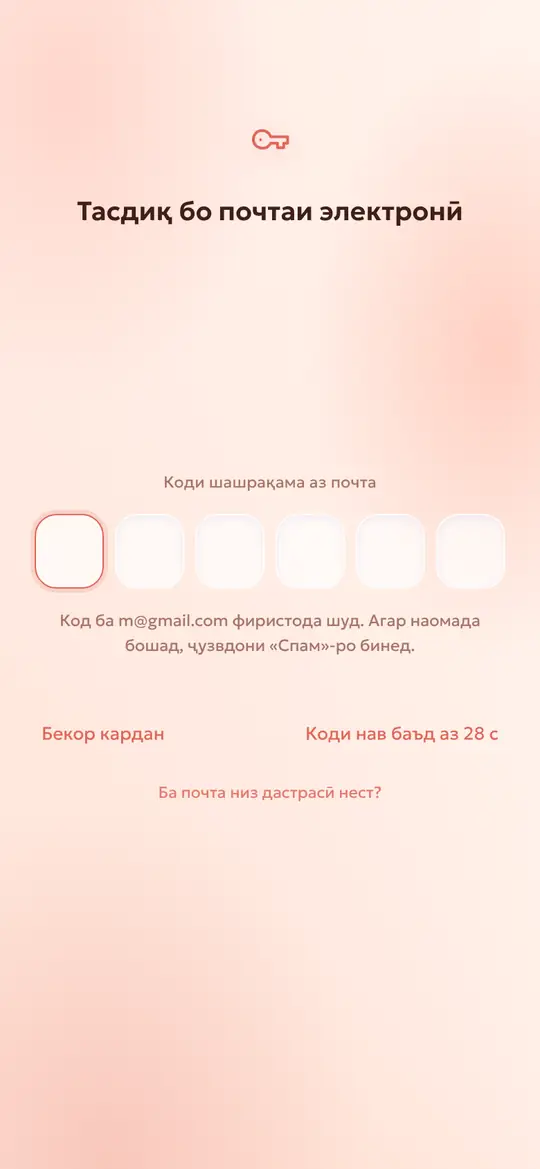 Тасдиқ бо почтаи электронӣ
Коди шашрақама аз почта
Код ба m@gmail.com фиристода шуд. Агар наомада
бошад, ҷузвдони «Спам»-ро бинед.
Бекор кардан
Коди нав баъд аз 28 с
Ба почта низ дастрасӣ нест?